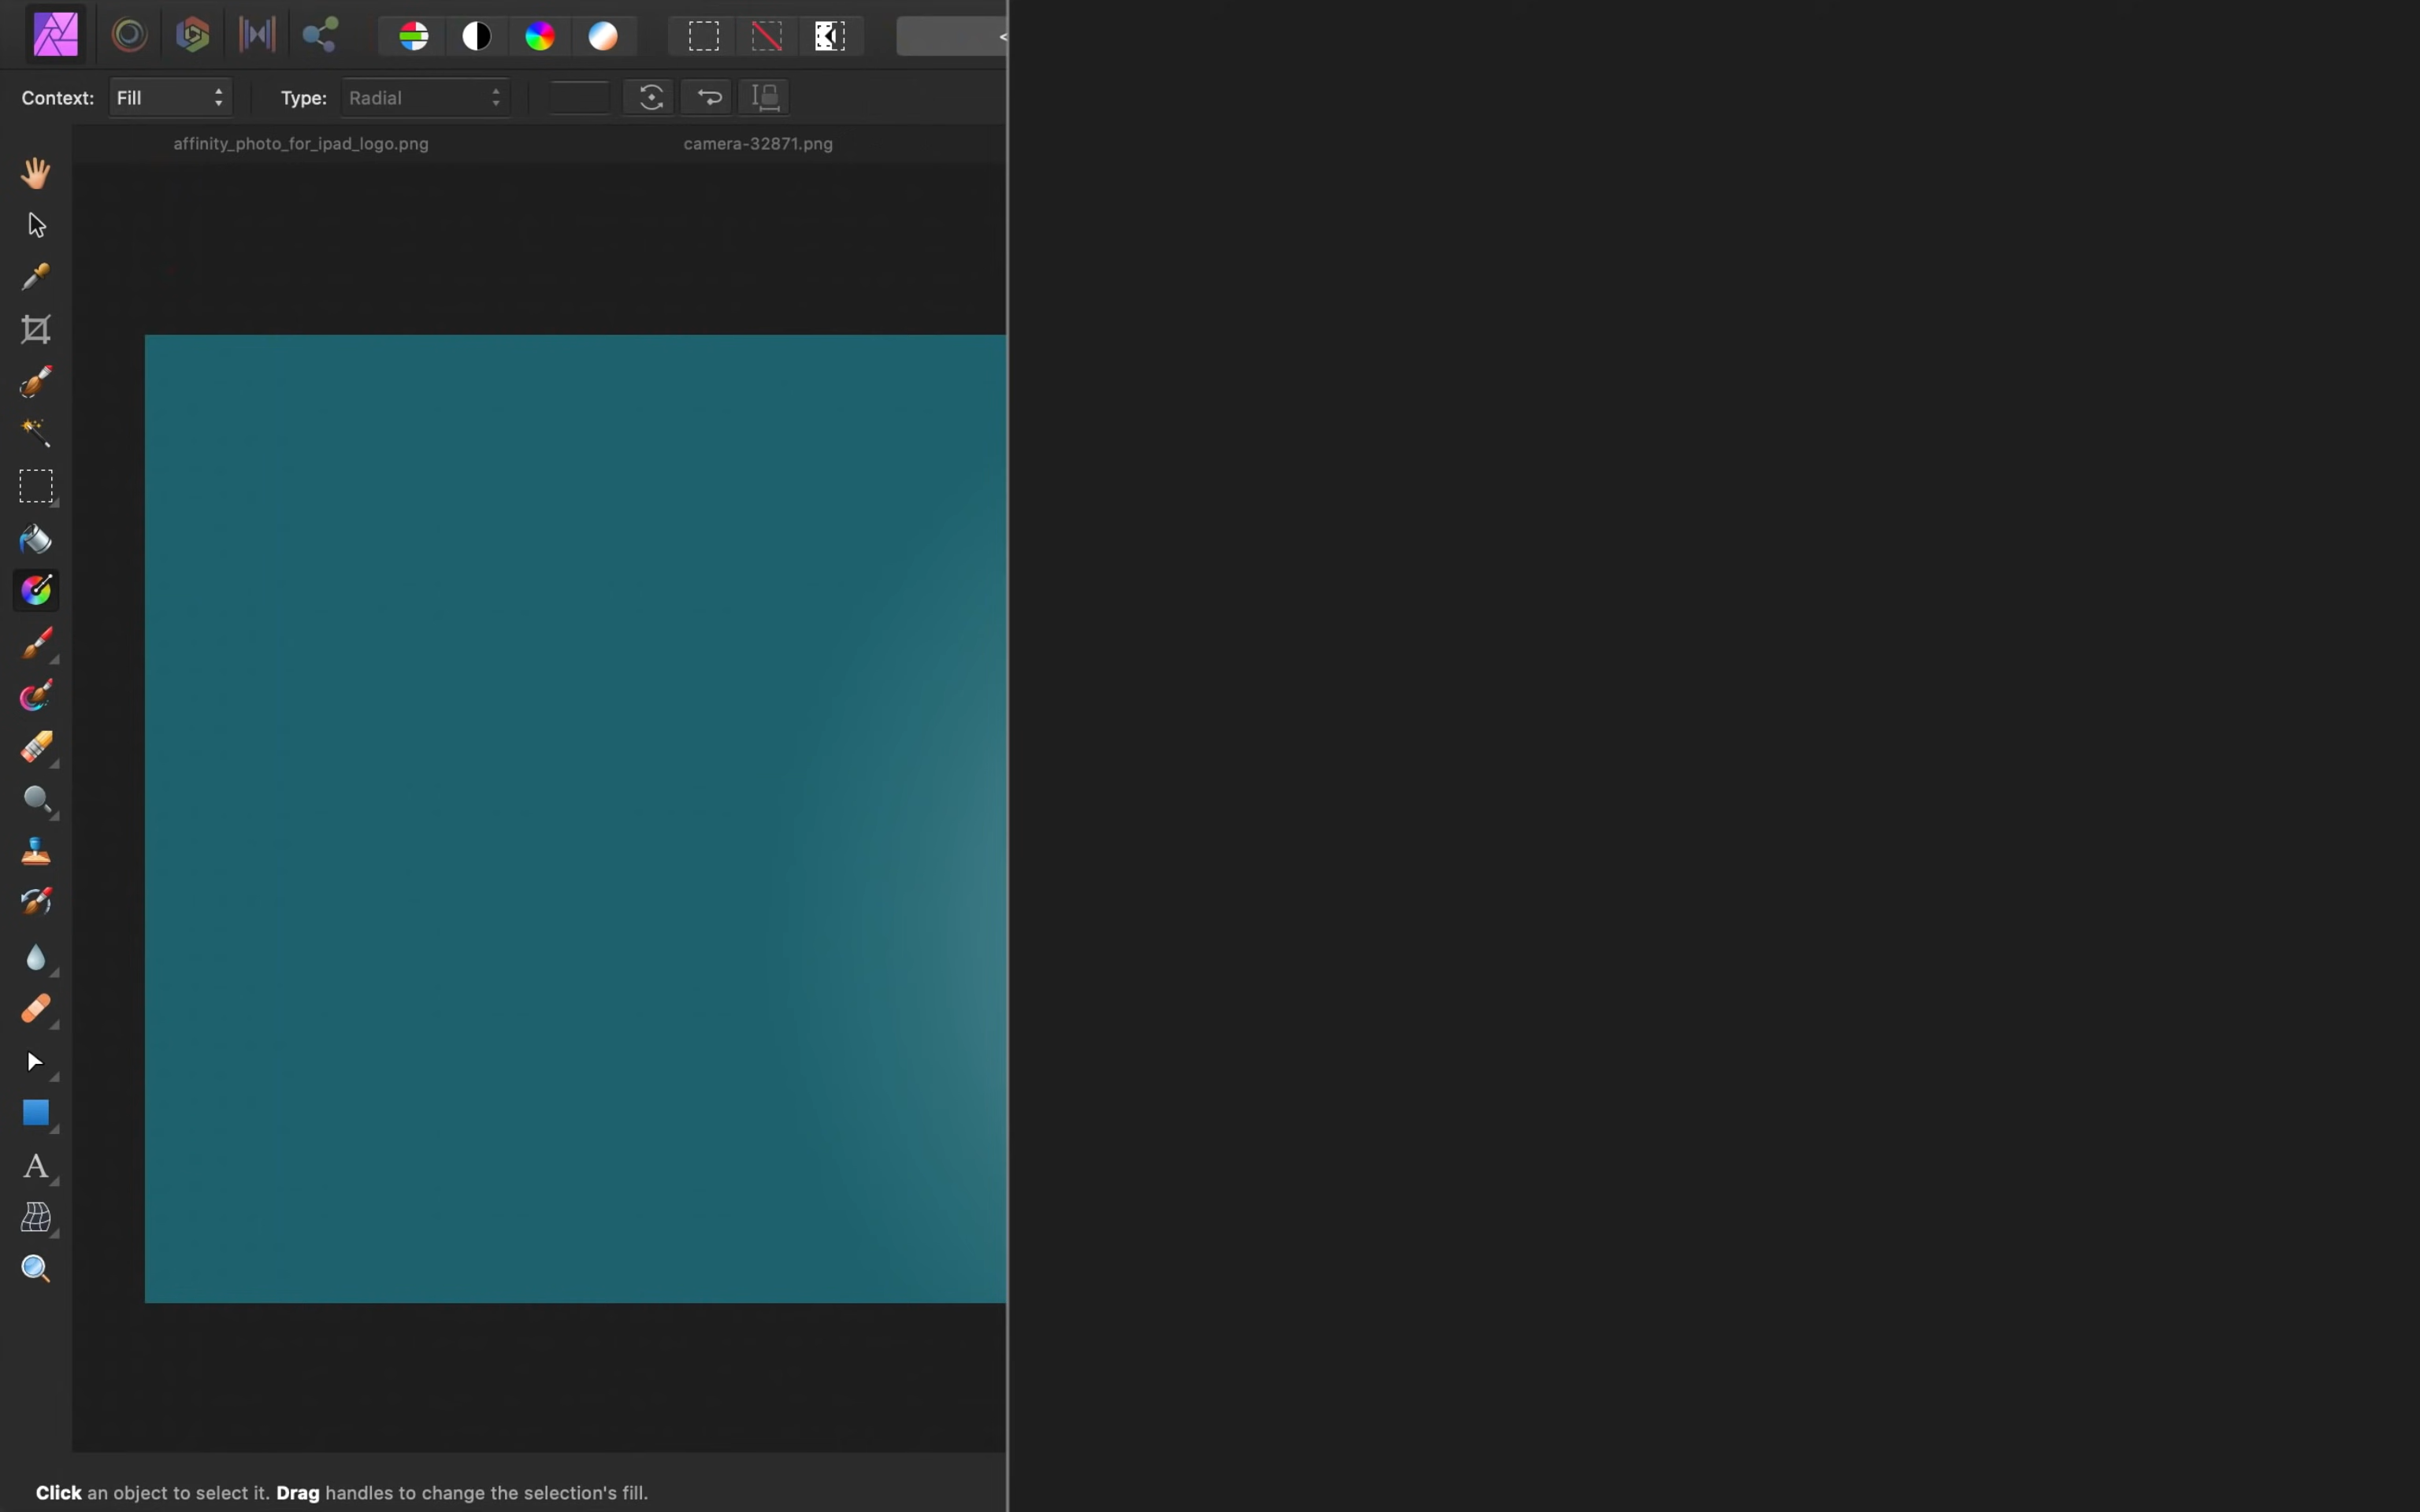 Context: Fill Type: Radial
affinity_photo_for_ipad_logo.png camera-32871.png
Click an object to select it. Drag handles to change the selection's fill.